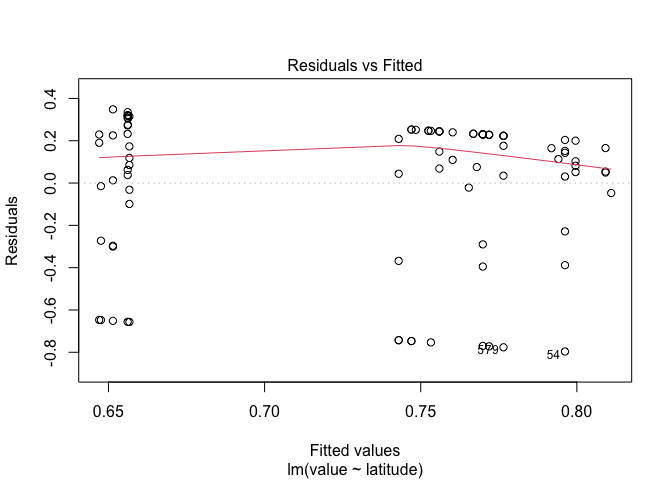 Residuals vs Fitted
Residuals
0.4
0.2
0.0
-0.2
-0.4
-0.6
-0.8
54
0.65 0.70 0.75 0.80
Fitted values
lm(value ~ latitude)